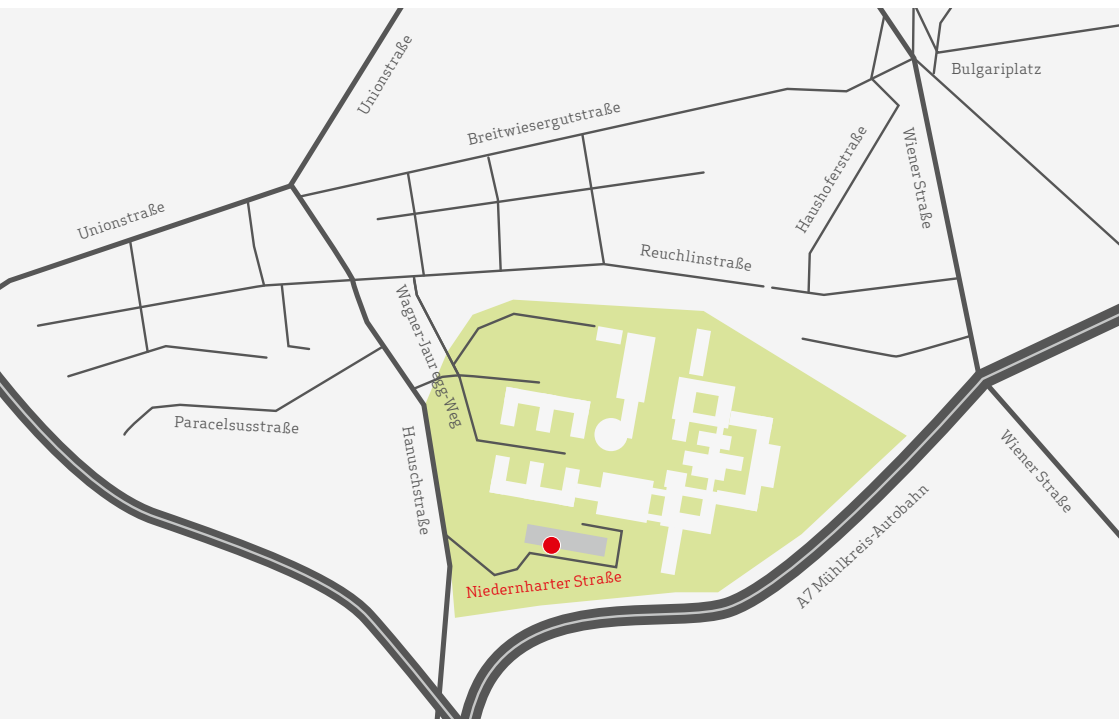 Unionstraße
Bulgariplatz
Breitwiesergutstraße
Haushoferstraße
Wiener Straße
Unionstraße
Reuchlinstraße
Wagner-Jauregg-Weg
Paracelsusstraße
Hanuschstraße
Wiener Straße
A7 Mühlkreis-Autobahn
Niedernharter Straße